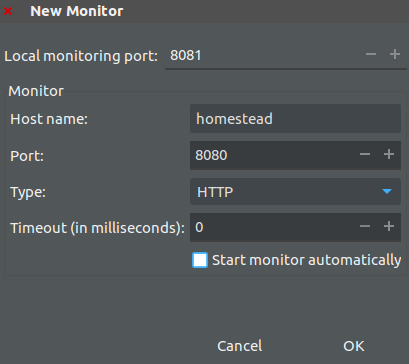 New Monitor
Local monitoring port: 8081
Monitor
Host name: homestead
Port: 8080
Type: HTTP
Timeout (in milliseconds): 0
Start monitor automatically
Cancel OK